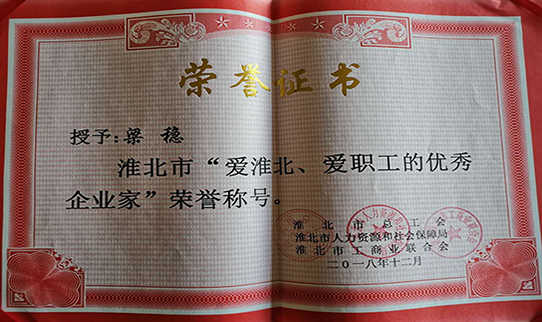 荣誉证书
授予:梁 稳
淮北市“爱淮北、爱职工的优秀
企业家”荣誉称号。
淮北市总工会
淮北市人力资源和社会保障局
淮北市工商业联合会
二〇一八年十二月